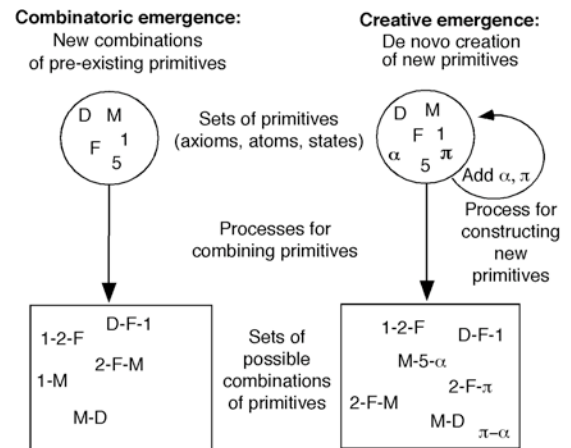 Combinatoric emergence:
New combinations
of pre-existing primitives
Creative emergence:
De novo creation
of new primitives
D M
F 1
5
Sets of primitives
(axioms, atoms, states)
D M
F 1
α 5 π
Add α, π
Process for
constructing
new
primitives
Processes for
combining primitives
D-F-1
1-2-F
2-F-M
1-M
M-D
Sets of
possible
combinations
of primitives
1-2-F
D-F-1
M-5-α
2-F-π
2-F-M
M-D
π–α